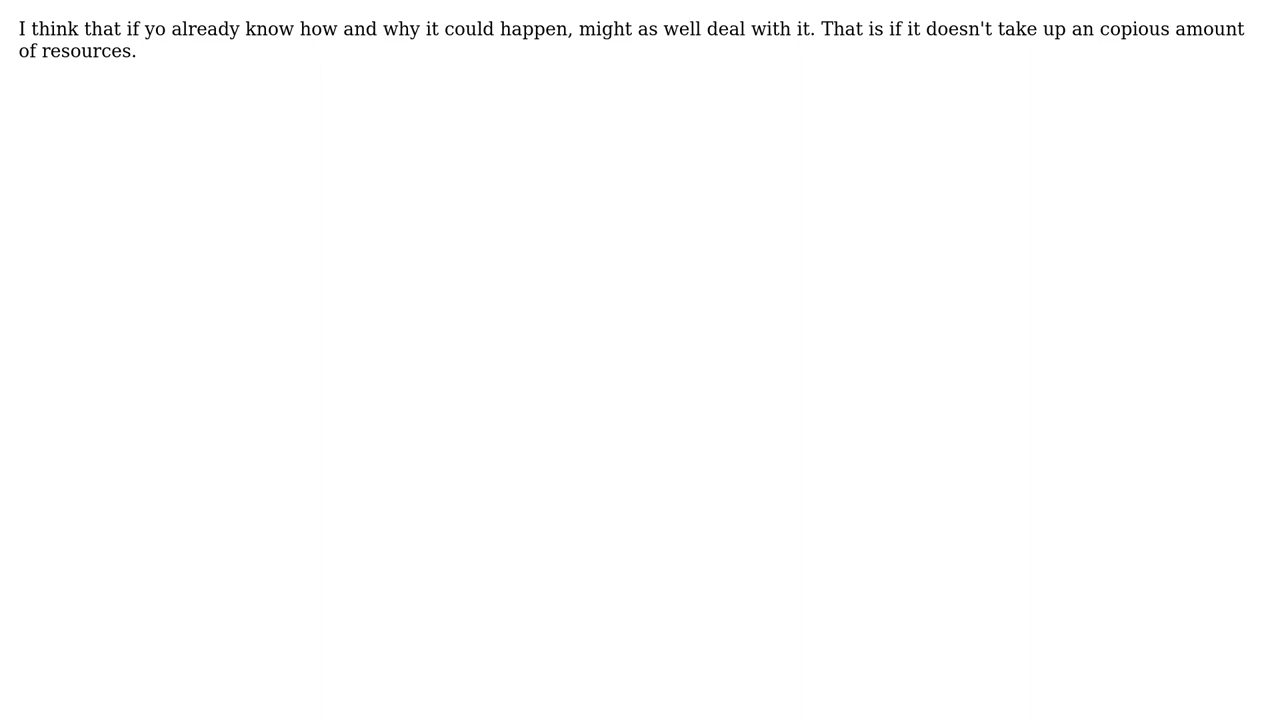 I think that if yo already know how and why it could happen, might as well deal with it. That is if it doesn't take up an copious amount
of resources.